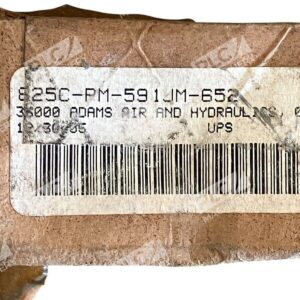 825C-PM-591JM-652
36000 ADAMS AIR AND HYDRAULICS,
12/30/05 UPS